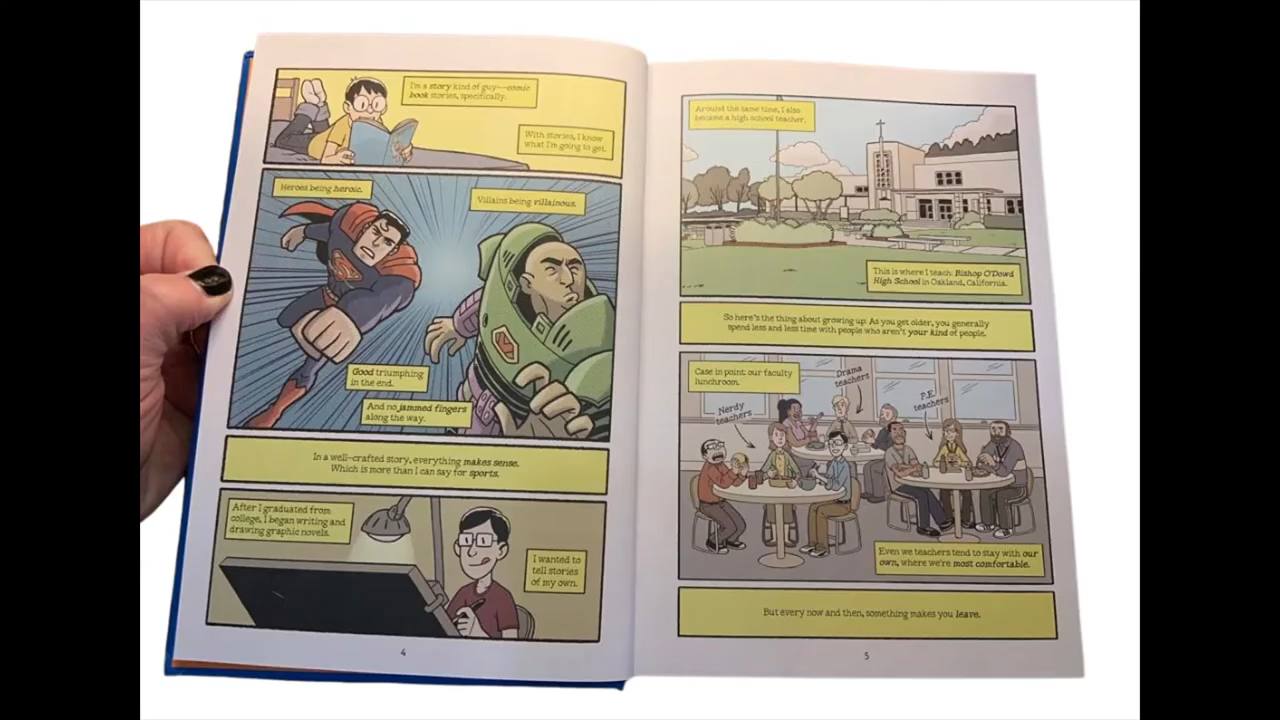 I'm a story kind of guy—comic
book stories, specifically.
With stories, I know
what I'm going to get.
Heroes being heroic.
Villains being villainous.
Good triumphing
in the end.
And no jammed fingers
along the way.
In a well-crafted story, everything makes sense.
Which is more than I can say for sports.
After I graduated from
college, I began writing and
drawing graphic novels.
I wanted to
tell stories
of my own.
4
Around the same time, I also
became a high school teacher.
This is where I teach: Bishop O'Dowd
High School in Oakland, California.
So here's the thing about growing up. As you get older, you generally
spend less and less time with people who aren't your kind of people.
Case in point: our faculty
lunchroom.
Nerdy
teachers
Drama
teachers
P.E.
teachers
Even we teachers tend to stay with our
own, where we're most comfortable.
But every now and then, something makes you leave.
5